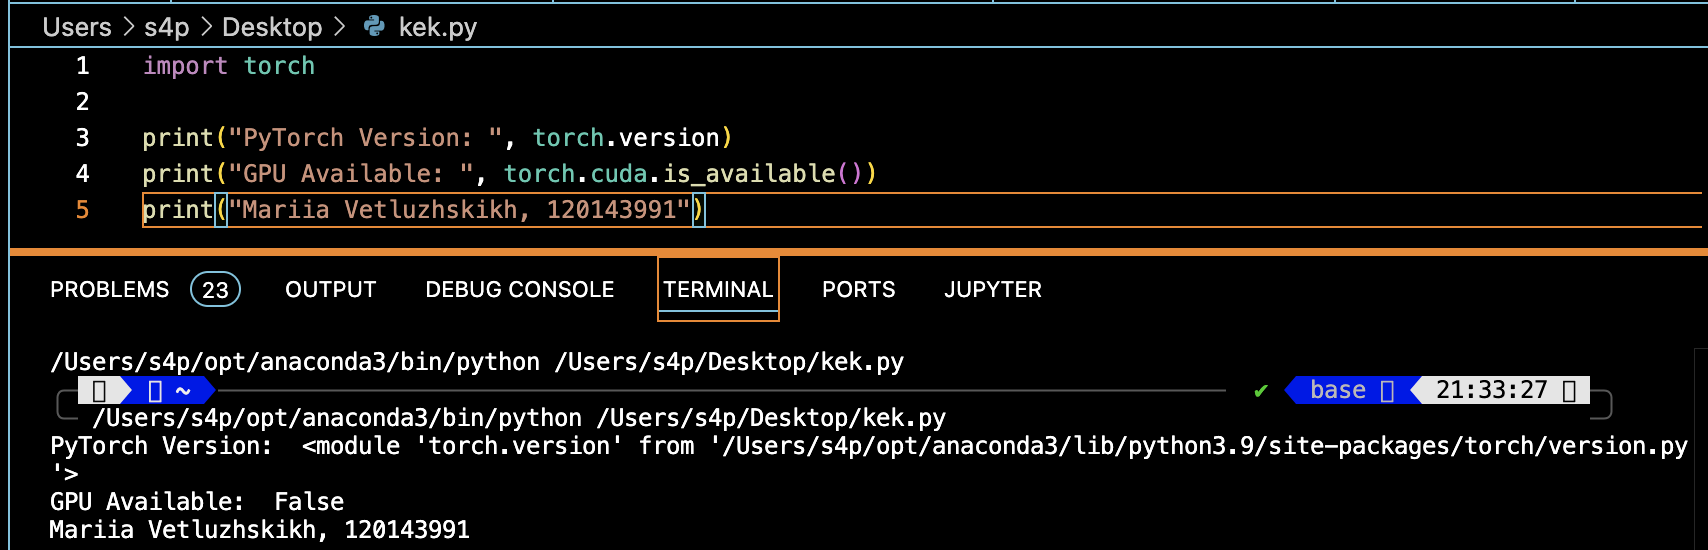 Users > s4p > Desktop > kek.py
1 import torch
2
3 print("PyTorch Version: ", torch.version)
4 print("GPU Available: ", torch.cuda.is_available())
5 print("Mariia Vetluzhskikh, 120143991")
PROBLEMS 23 OUTPUT DEBUG CONSOLE TERMINAL PORTS JUPYTER
/Users/s4p/opt/anaconda3/bin/python /Users/s4p/Desktop/kek.py
~ ✔ base 21:33:27
/Users/s4p/opt/anaconda3/bin/python /Users/s4p/Desktop/kek.py
PyTorch Version:  <module 'torch.version' from '/Users/s4p/opt/anaconda3/lib/python3.9/site-packages/torch/version.py
'>
GPU Available:  False
Mariia Vetluzhskikh, 120143991